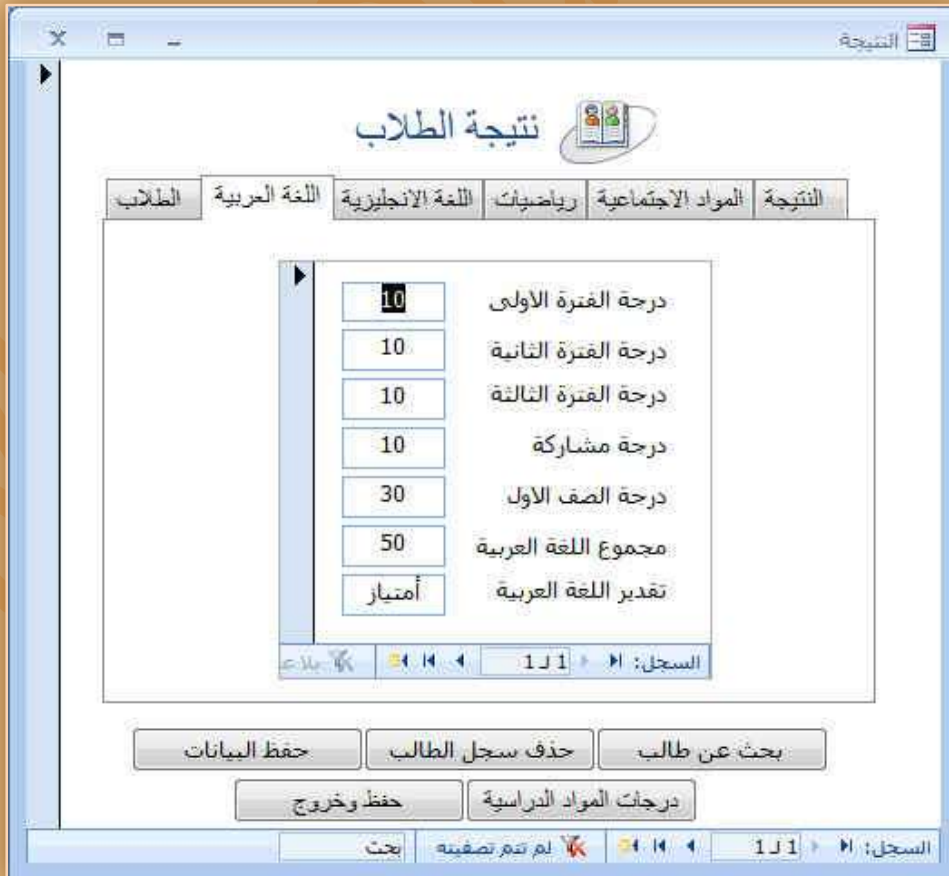 النتيجة
نتيجة الطلاب
النتيجة المواد الاجتماعية رياضيات اللغة الانجليزية اللغة العربية الطلاب
درجة الفترة الاولى 10
درجة الفترة الثانية 10
درجة الفترة الثالثة 10
درجة مشاركة 10
درجة الصف الاول 30
مجموع اللغة العربية 50
تقدير اللغة العربية أمتياز
السجل: 1 لـ 1
بحث عن طالب حذف سجل الطالب حفظ البيانات
درجات المواد الدراسية حفظ وخروج
السجل: 1 لـ 1 لم تتم تصفيته بحث